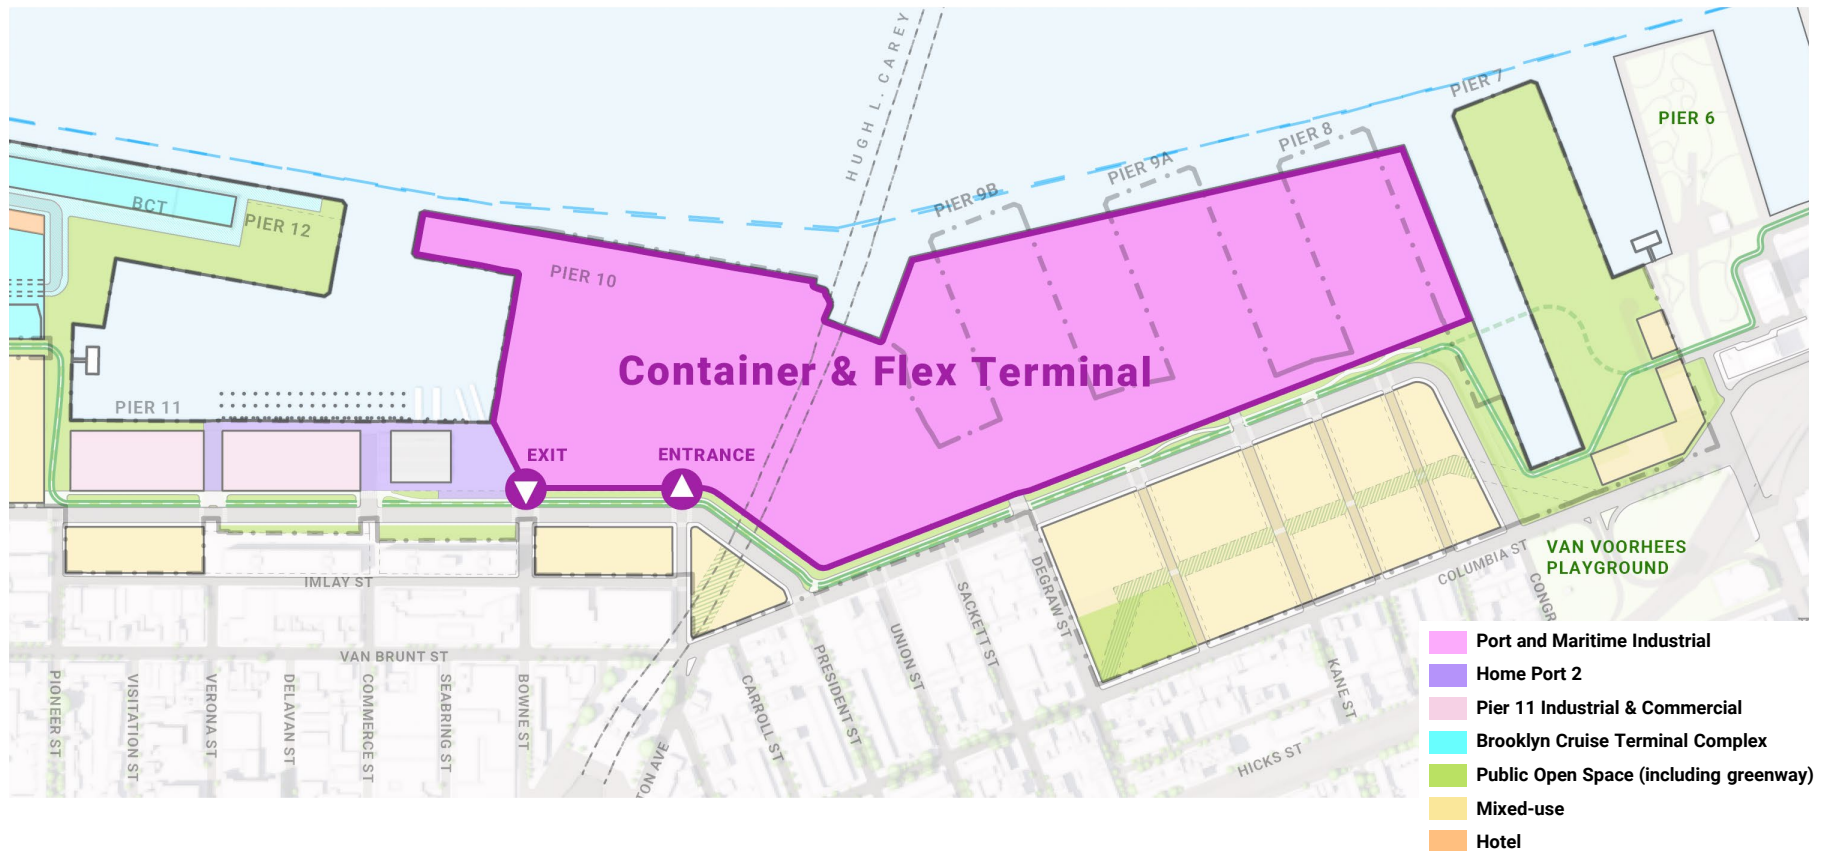 HUGH L. CAREY
PIER 7
PIER 6
PIER 8
PIER 9A
PIER 9B
BCT
PIER 12
PIER 10
Container & Flex Terminal
PIER 11
EXIT
ENTRANCE
VAN VOORHEES
PLAYGROUND
COLUMBIA ST
IMLAY ST
DEGRAW ST
SACKETT ST
CONGR
UNION ST
VAN BRUNT ST
PRESIDENT ST
CARROLL ST
KANE ST
HICKS ST
PIONEER ST
VISITATION ST
VERONA ST
DELAVAN ST
COMMERCE ST
SEABRING ST
BOWNE ST
TON AVE
Port and Maritime Industrial
Home Port 2
Pier 11 Industrial & Commercial
Brooklyn Cruise Terminal Complex
Public Open Space (including greenway)
Mixed-use
Hotel